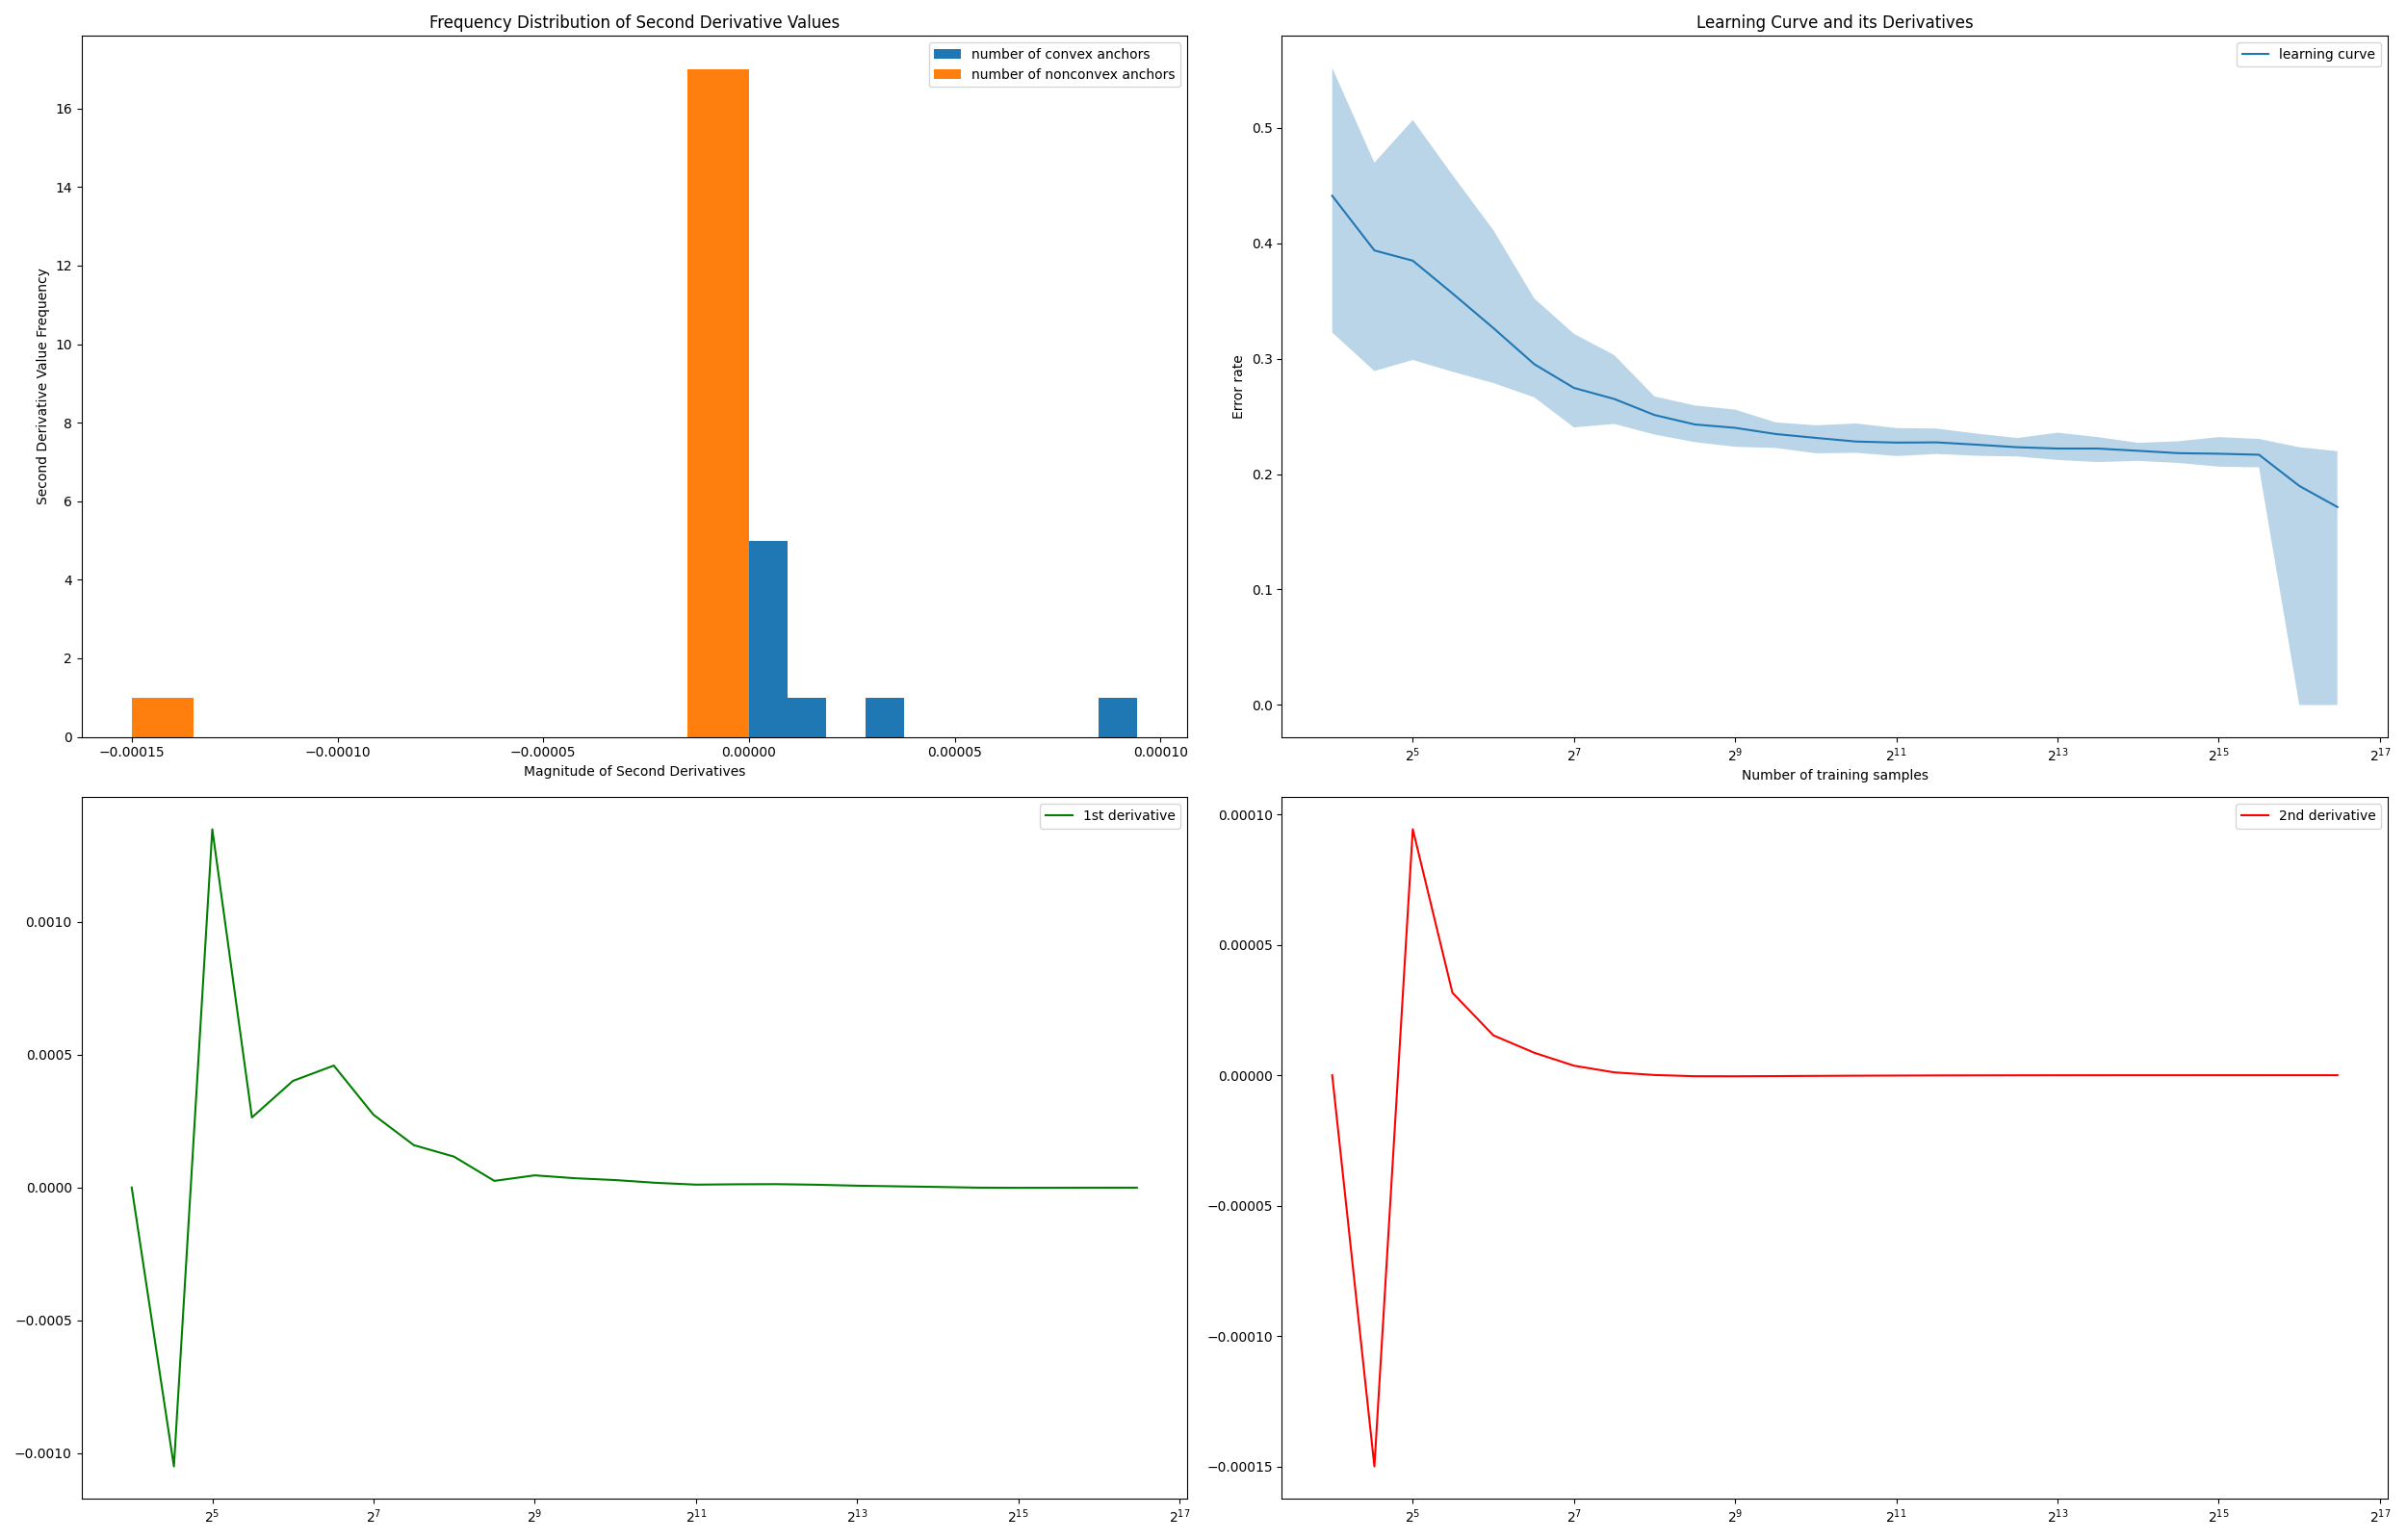 Frequency Distribution of Second Derivative Values
number of convex anchors
number of nonconvex anchors
Second Derivative Value Frequency
16
14
12
10
8
6
4
2
0
−0.00015 −0.00010 −0.00005 0.00000 0.00005 0.00010
Magnitude of Second Derivatives
Learning Curve and its Derivatives
learning curve
Error rate
0.5
0.4
0.3
0.2
0.1
0.0
2^5 2^7 2^9 2^11 2^13 2^15 2^17
Number of training samples
1st derivative
0.0010
0.0005
0.0000
−0.0005
−0.0010
2^5 2^7 2^9 2^11 2^13 2^15 2^17
2nd derivative
0.00010
0.00005
0.00000
−0.00005
−0.00010
−0.00015
2^5 2^7 2^9 2^11 2^13 2^15 2^17